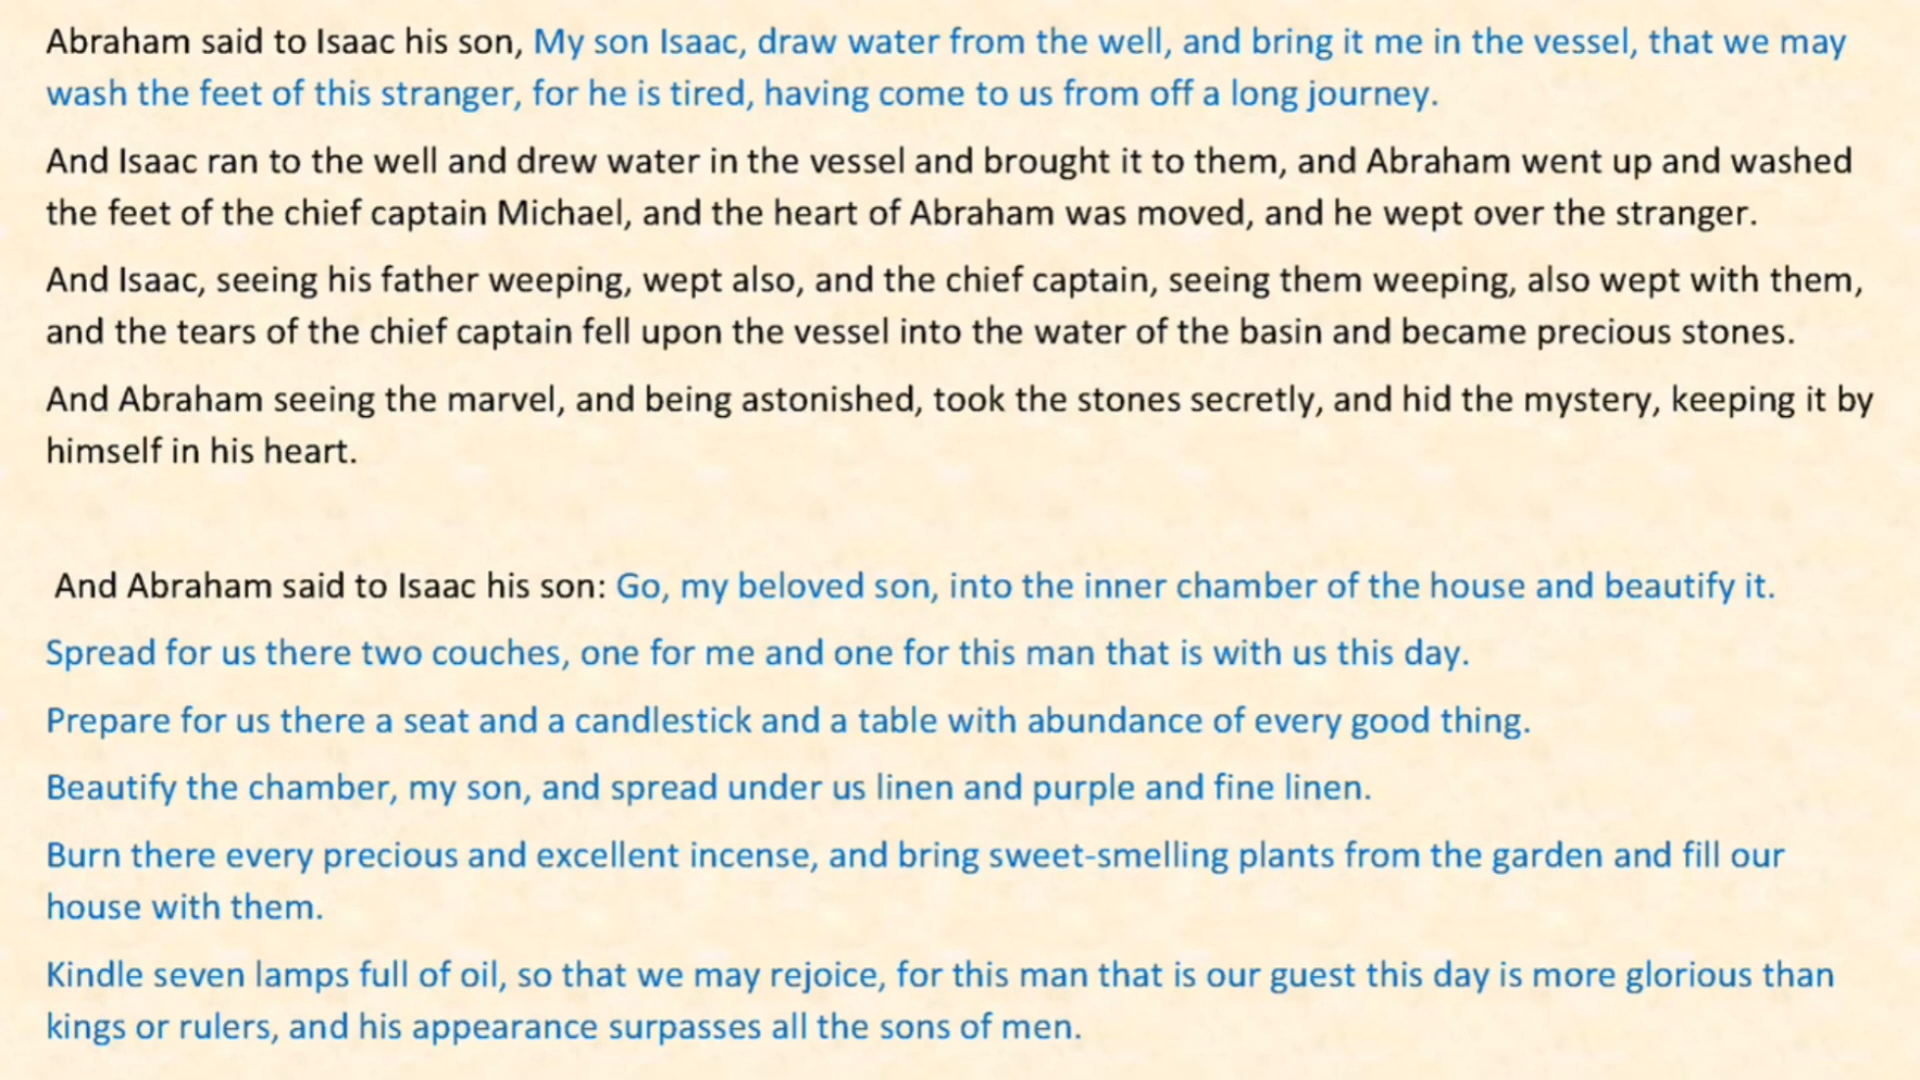 Abraham said to Isaac his son, My son Isaac, draw water from the well, and bring it me in the vessel, that we may
wash the feet of this stranger, for he is tired, having come to us from off a long journey.
And Isaac ran to the well and drew water in the vessel and brought it to them, and Abraham went up and washed
the feet of the chief captain Michael, and the heart of Abraham was moved, and he wept over the stranger.
And Isaac, seeing his father weeping, wept also, and the chief captain, seeing them weeping, also wept with them,
and the tears of the chief captain fell upon the vessel into the water of the basin and became precious stones.
And Abraham seeing the marvel, and being astonished, took the stones secretly, and hid the mystery, keeping it by
himself in his heart.
And Abraham said to Isaac his son: Go, my beloved son, into the inner chamber of the house and beautify it.
Spread for us there two couches, one for me and one for this man that is with us this day.
Prepare for us there a seat and a candlestick and a table with abundance of every good thing.
Beautify the chamber, my son, and spread under us linen and purple and fine linen.
Burn there every precious and excellent incense, and bring sweet-smelling plants from the garden and fill our
house with them.
Kindle seven lamps full of oil, so that we may rejoice, for this man that is our guest this day is more glorious than
kings or rulers, and his appearance surpasses all the sons of men.